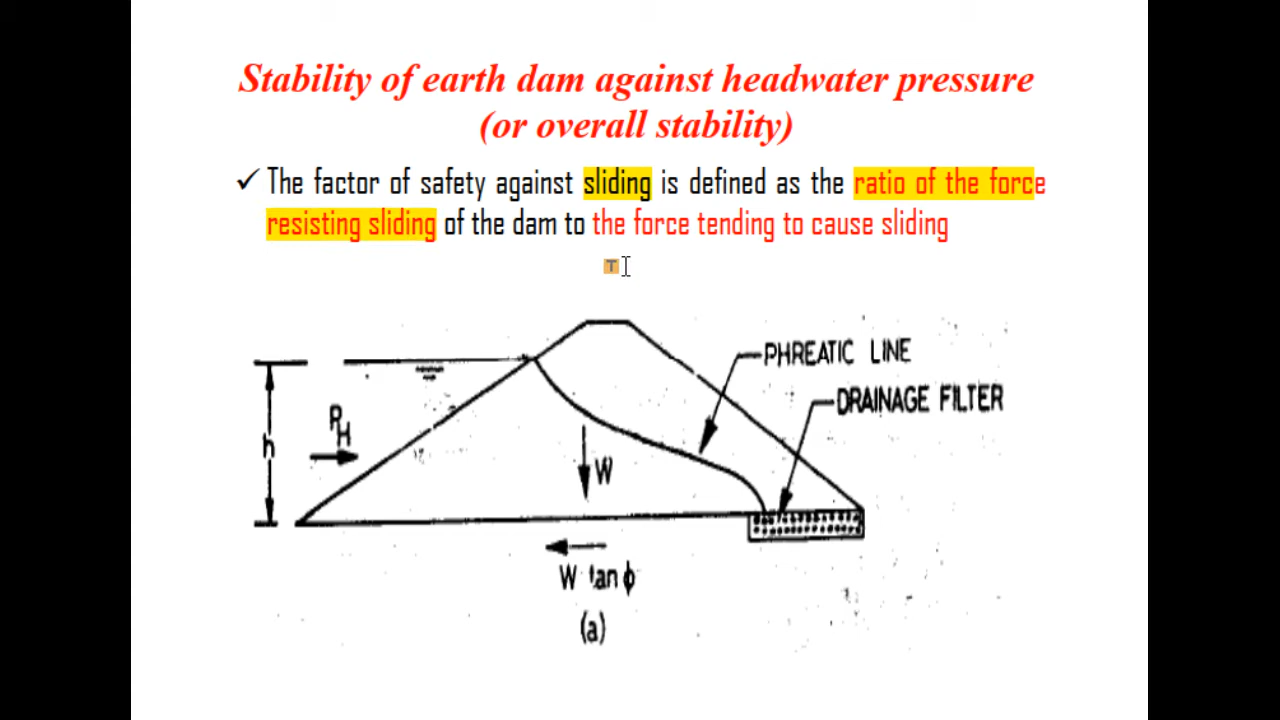 Stability of earth dam against headwater pressure
(or overall stability)
✓ The factor of safety against sliding is defined as the ratio of the force
resisting sliding of the dam to the force tending to cause sliding
T
PHREATIC LINE
DRAINAGE FILTER
P_H
h
W
W tan ϕ
(a)